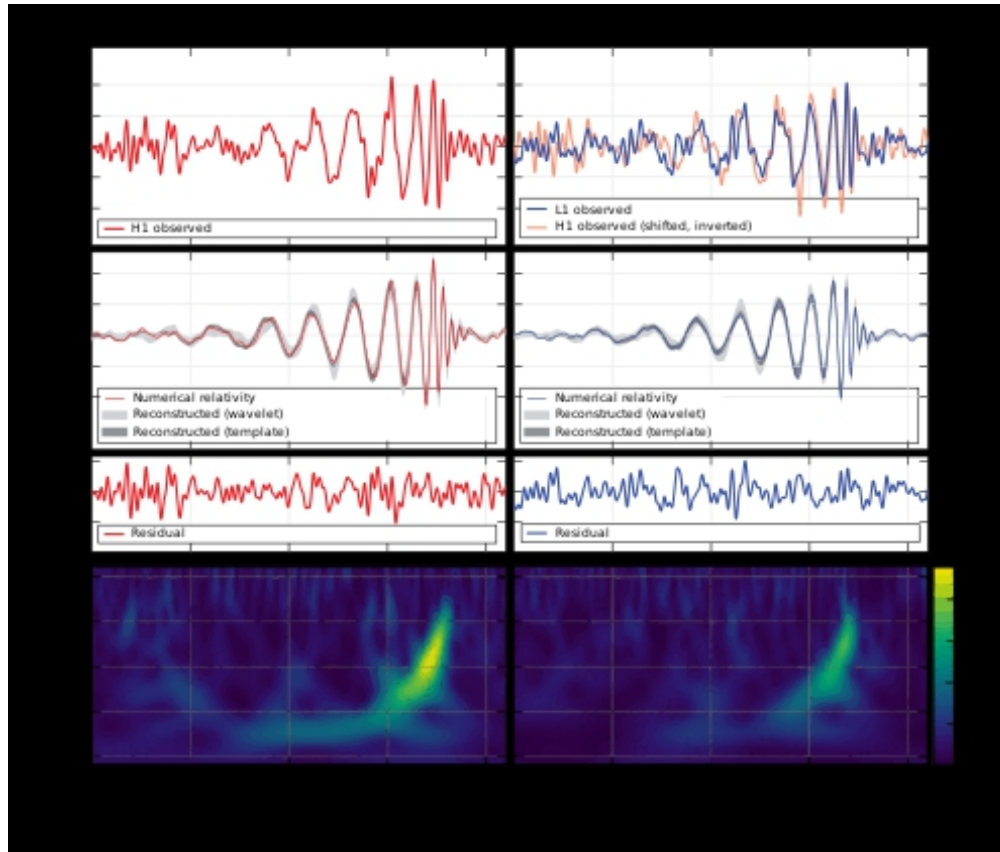 H1 observed
L1 observed
H1 observed (shifted, inverted)
Numerical relativity
Reconstructed (wavelet)
Reconstructed (template)
Numerical relativity
Reconstructed (wavelet)
Reconstructed (template)
Residual
Residual